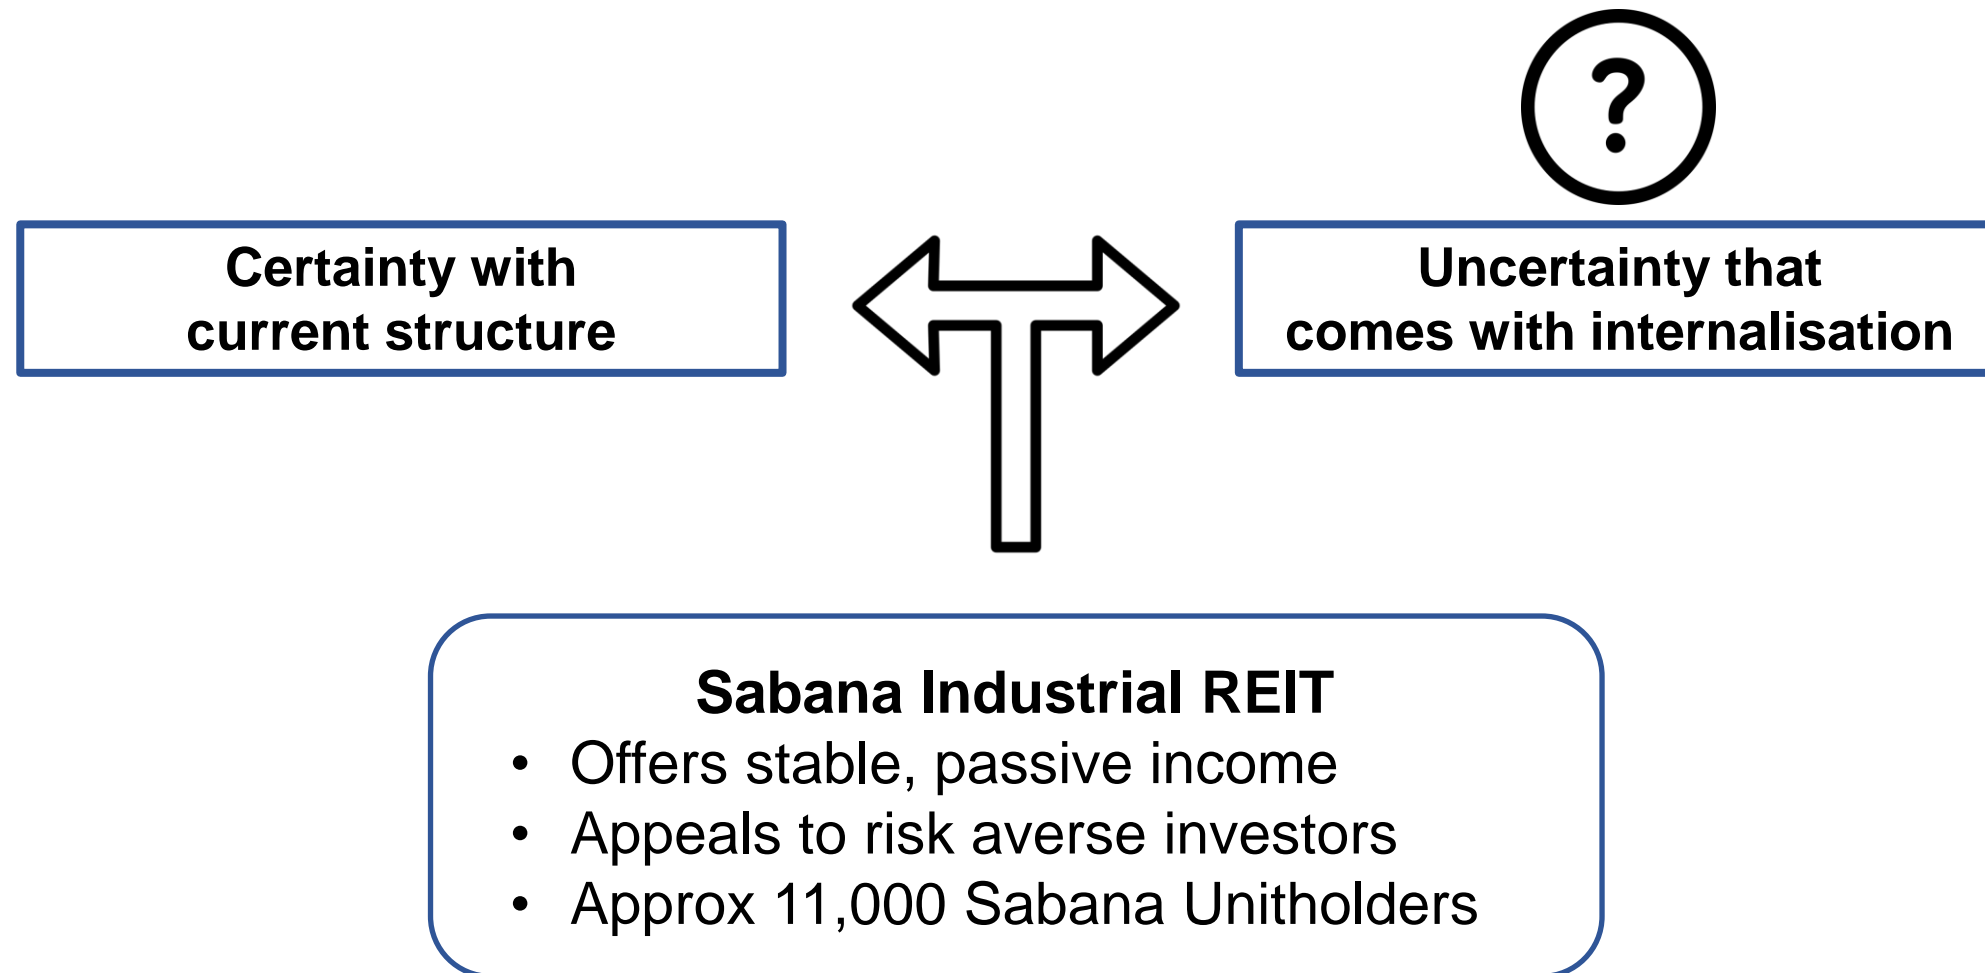 ?
Certainty with
current structure
Uncertainty that
comes with internalisation
Sabana Industrial REIT
• Offers stable, passive income
• Appeals to risk averse investors
• Approx 11,000 Sabana Unitholders